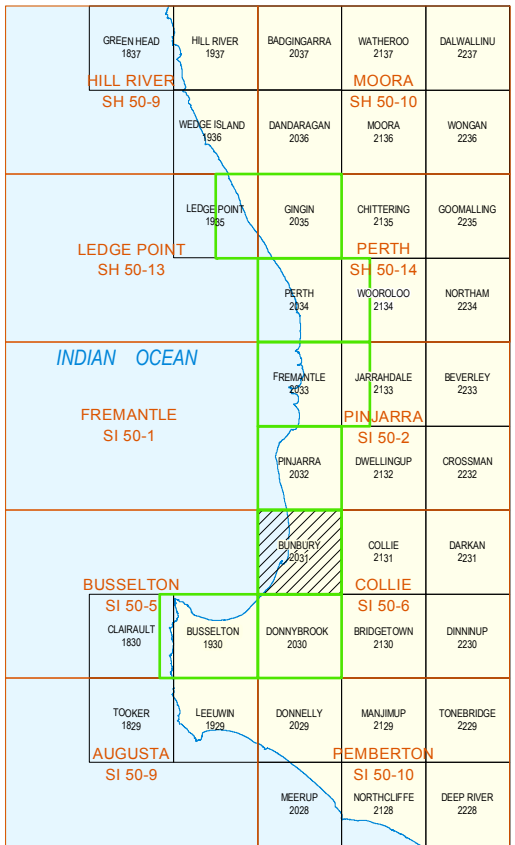 GREEN HEAD
1837
HILL RIVER
1937
BADGINGARRA
2037
WATHEROO
2137
DALWALLINU
2237
HILL RIVER
SH 50-9
MOORA
SH 50-10
WEDGE ISLAND
1936
DANDARAGAN
2036
MOORA
2136
WONGAN
2236
LEDGE POINT
1935
GINGIN
2035
CHITTERING
2135
GOOMALLING
2235
LEDGE POINT
SH 50-13
PERTH
SH 50-14
PERTH
2034
WOOROLOO
2134
NORTHAM
2234
INDIAN OCEAN
FREMANTLE
2033
JARRAHDALE
2133
BEVERLEY
2233
FREMANTLE
SI 50-1
PINJARRA
SI 50-2
PINJARRA
2032
DWELLINGUP
2132
CROSSMAN
2232
BUNBURY
2031
COLLIE
2131
DARKAN
2231
BUSSELTON
SI 50-5
COLLIE
SI 50-6
CLAIRAULT
1830
BUSSELTON
1930
DONNYBROOK
2030
BRIDGETOWN
2130
DINNINUP
2230
TOOKER
1829
LEEUWIN
1929
DONNELLY
2029
MANJIMUP
2129
TONEBRIDGE
2229
AUGUSTA
SI 50-9
PEMBERTON
SI 50-10
MEERUP
2028
NORTHCLIFFE
2128
DEEP RIVER
2228